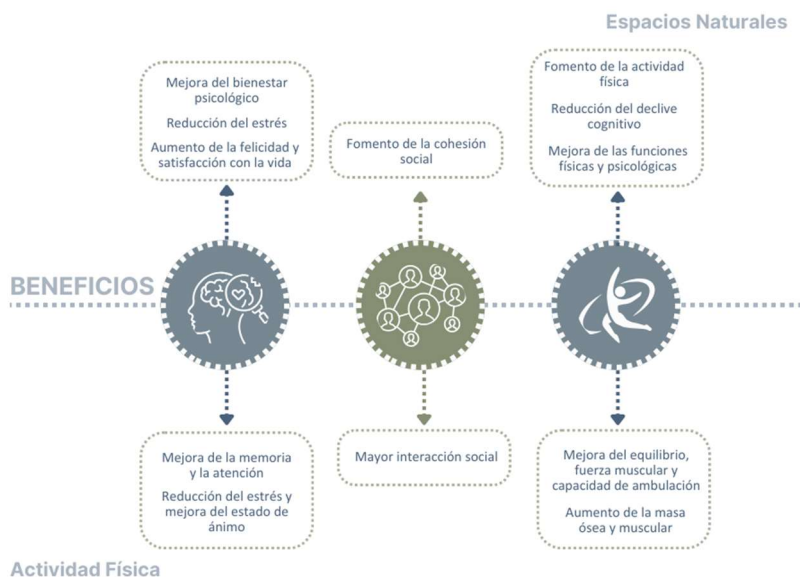 Espacios Naturales
Mejora del bienestar
psicológico
Reducción del estrés
Aumento de la felicidad y
satisfacción con la vida
Fomento de la cohesión
social
Fomento de la actividad
física
Reducción del declive
cognitivo
Mejora de las funciones
físicas y psicológicas
BENEFICIOS
Mejora de la memoria
y la atención
Reducción del estrés y
mejora del estado de
ánimo
Mayor interacción social
Mejora del equilibrio,
fuerza muscular y
capacidad de ambulación
Aumento de la masa
ósea y muscular
Actividad Física